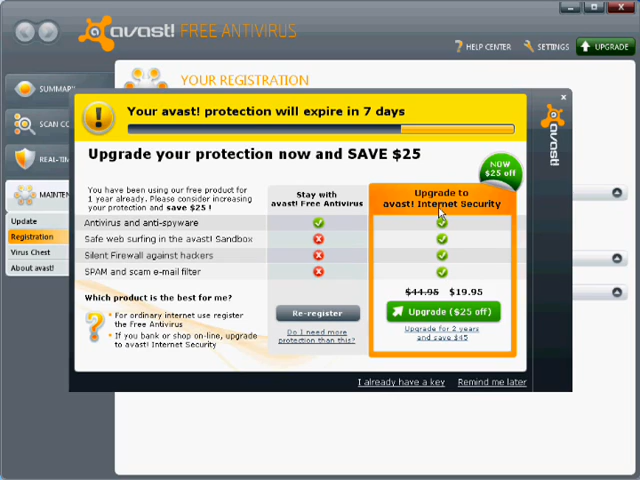 avast! FREE ANTIVIRUS
HELP CENTER
SETTINGS
UPGRADE
SUMMAR
YOUR REGISTRATION
SCAN CO
REAL-TIM
MAINTEN
Update
Registration
Virus Chest
About avast!
Your avast! protection will expire in 7 days
avast!
Upgrade your protection now and SAVE $25
NOW
$25 off
You have been using our free product for
1 year already. Please consider increasing
your protection and save $25 !
Stay with
avast! Free Antivirus
Upgrade to
avast! Internet Security
Antivirus and anti-spyware
Safe web surfing in the avast! Sandbox
Silent Firewall against hackers
SPAM and scam e-mail filter
$44.95 $19.95
Which product is the best for me?
For ordinary internet use register
the Free Antivirus
If you bank or shop on-line, upgrade
to avast! Internet Security
Re-register
Do I need more
protection than this?
Upgrade ($25 off)
Upgrade for 2 years
and save $45
I already have a key
Remind me later